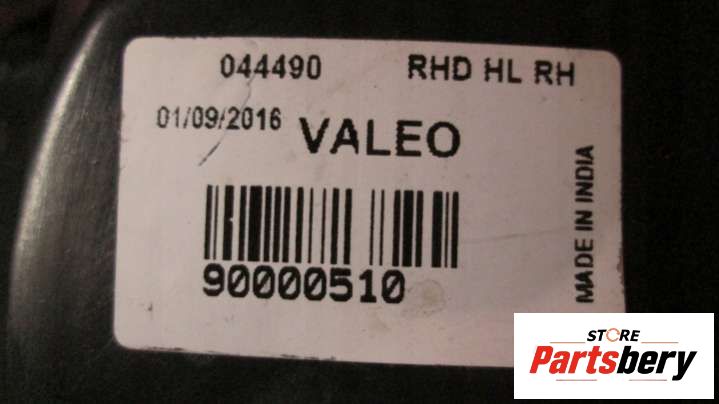 044490 RHD HL RH
01/09/2016 VALEO
90000510
MADE IN INDIA
STORE
Partsbery